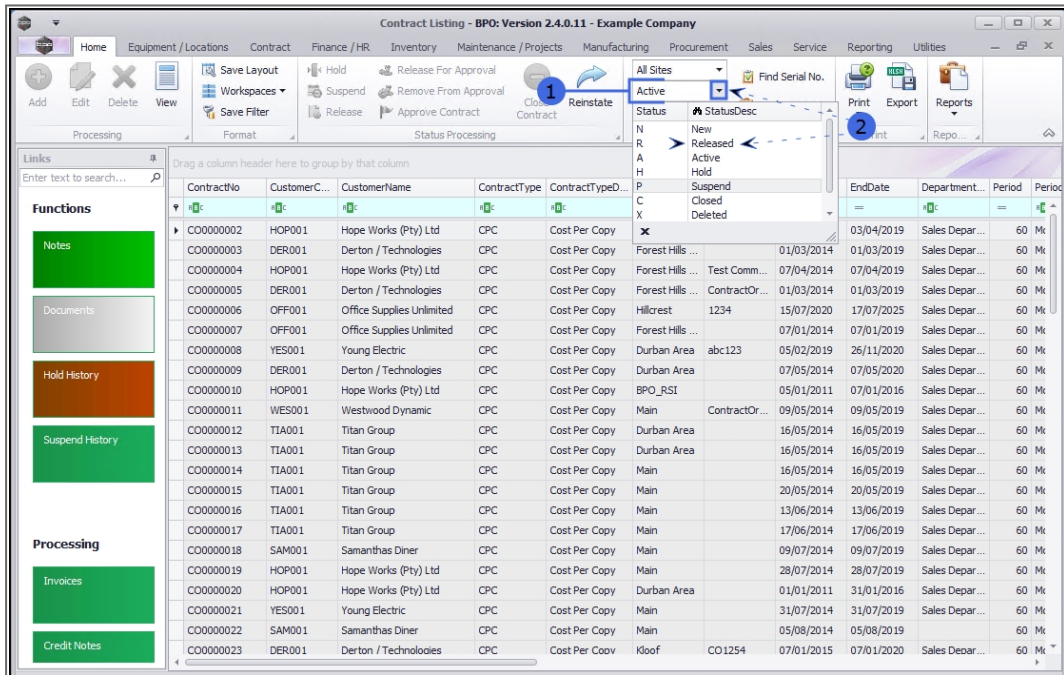 Contract Listing - BPO: Version 2.4.0.11 - Example Company
Home Equipment / Locations Contract Finance / HR Inventory Maintenance / Projects Manufacturing Procurement Sales Service Reporting Utilities
Add Edit Delete View
Processing
Save Layout
Workspaces
Save Filter
Format
Hold
Suspend
Release
Release For Approval
Remove From Approval
Approve Contract
Contract
Reinstate
Status Processing
1
All Sites
Active
Find Serial No.
2
Print Export
Reports
Repo...
Status StatusDesc
N New
R Released
A Active
H Hold
P Suspend
C Closed
X Deleted
x
Links
Enter text to search...
Functions
Notes
Documents
Hold History
Suspend History
Processing
Invoices
Credit Notes
Drag a column header here to group by that column
ContractNo CustomerC... CustomerName ContractType ContractTypeD... EndDate Department... Period Period
CO0000002 HOP001 Hope Works (Pty) Ltd CPC Cost Per Copy 03/04/2019 Sales Depar... 60
CO0000003 DER001 Derton / Technologies CPC Cost Per Copy Forest Hills ... 01/03/2014 01/03/2019 Sales Depar... 60
CO0000004 HOP001 Hope Works (Pty) Ltd CPC Cost Per Copy Forest Hills ... Test Comm... 07/04/2014 07/04/2019 Sales Depar... 60
CO0000005 DER001 Derton / Technologies CPC Cost Per Copy Forest Hills ... ContractOr... 01/03/2014 01/03/2019 Sales Depar... 60
CO0000006 OFF001 Office Supplies Unlimited CPC Cost Per Copy Hillcrest 1234 15/07/2020 17/07/2025 Sales Depar... 60
CO0000007 OFF001 Office Supplies Unlimited CPC Cost Per Copy Forest Hills ... 07/01/2014 07/01/2019 Sales Depar... 60
CO0000008 YES001 Young Electric CPC Cost Per Copy Durban Area abc123 05/02/2019 26/11/2020 Sales Depar... 60
CO0000009 DER001 Derton / Technologies CPC Cost Per Copy Durban Area 07/05/2014 07/05/2020 Sales Depar... 60
CO0000010 HOP001 Hope Works (Pty) Ltd CPC Cost Per Copy BPO_RSI 05/01/2011 07/01/2016 Sales Depar... 60
CO0000011 WES001 Westwood Dynamic CPC Cost Per Copy Main ContractOr... 09/05/2014 09/05/2019 Sales Depar... 60
CO0000012 TIA001 Titan Group CPC Cost Per Copy Durban Area 16/05/2014 16/05/2019 Sales Depar... 60
CO0000013 TIA001 Titan Group CPC Cost Per Copy Durban Area 16/05/2014 16/05/2019 Sales Depar... 60
CO0000014 TIA001 Titan Group CPC Cost Per Copy Main 16/05/2014 16/05/2019 Sales Depar... 60
CO0000015 TIA001 Titan Group CPC Cost Per Copy Main 20/05/2014 20/05/2019 Sales Depar... 60
CO0000016 TIA001 Titan Group CPC Cost Per Copy Main 13/06/2014 13/06/2019 Sales Depar... 60
CO0000017 TIA001 Titan Group CPC Cost Per Copy Main 17/06/2014 17/06/2019 Sales Depar... 60
CO0000018 SAM001 Samanthas Diner CPC Cost Per Copy Main 09/07/2014 09/07/2019 Sales Depar... 60
CO0000019 HOP001 Hope Works (Pty) Ltd CPC Cost Per Copy Main 28/07/2014 28/07/2019 Sales Depar... 60
CO0000020 HOP001 Hope Works (Pty) Ltd CPC Cost Per Copy Durban Area 01/01/2011 31/01/2016 Sales Depar... 60
CO0000021 YES001 Young Electric CPC Cost Per Copy Main 31/07/2014 31/07/2019 Sales Depar... 60
CO0000022 SAM001 Samanthas Diner CPC Cost Per Copy Main 05/08/2014 05/08/2019 60
CO0000023 DER001 Derton / Technologies CPC Cost Per Copy Kloof CO1254 07/01/2015 07/01/2020 Sales Depar... 60